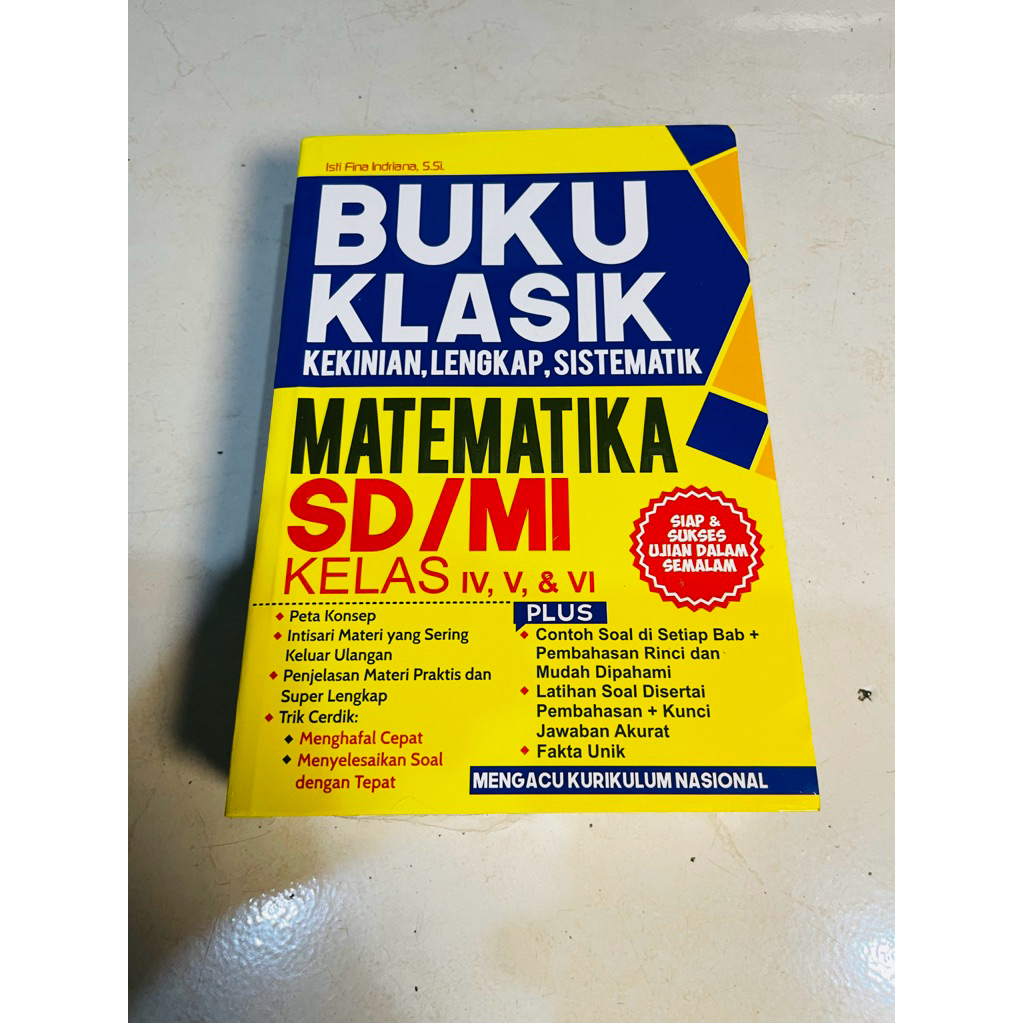 Isti Fina Indriana, S.Si.
BUKU
KLASIK
KEKINIAN, LENGKAP, SISTEMATIK
MATEMATIKA
SD/MI
KELAS IV, V, & VI
SIAP &
SUKSES
UJIAN DALAM
SEMALAM
Peta Konsep
Intisari Materi yang Sering
Keluar Ulangan
Penjelasan Materi Praktis dan
Super Lengkap
Trik Cerdik:
Menghafal Cepat
Menyelesaikan Soal
dengan Tepat
PLUS
Contoh Soal di Setiap Bab +
Pembahasan Rinci dan
Mudah Dipahami
Latihan Soal Disertai
Pembahasan + Kunci
Jawaban Akurat
Fakta Unik
MENGACU KURIKULUM NASIONAL